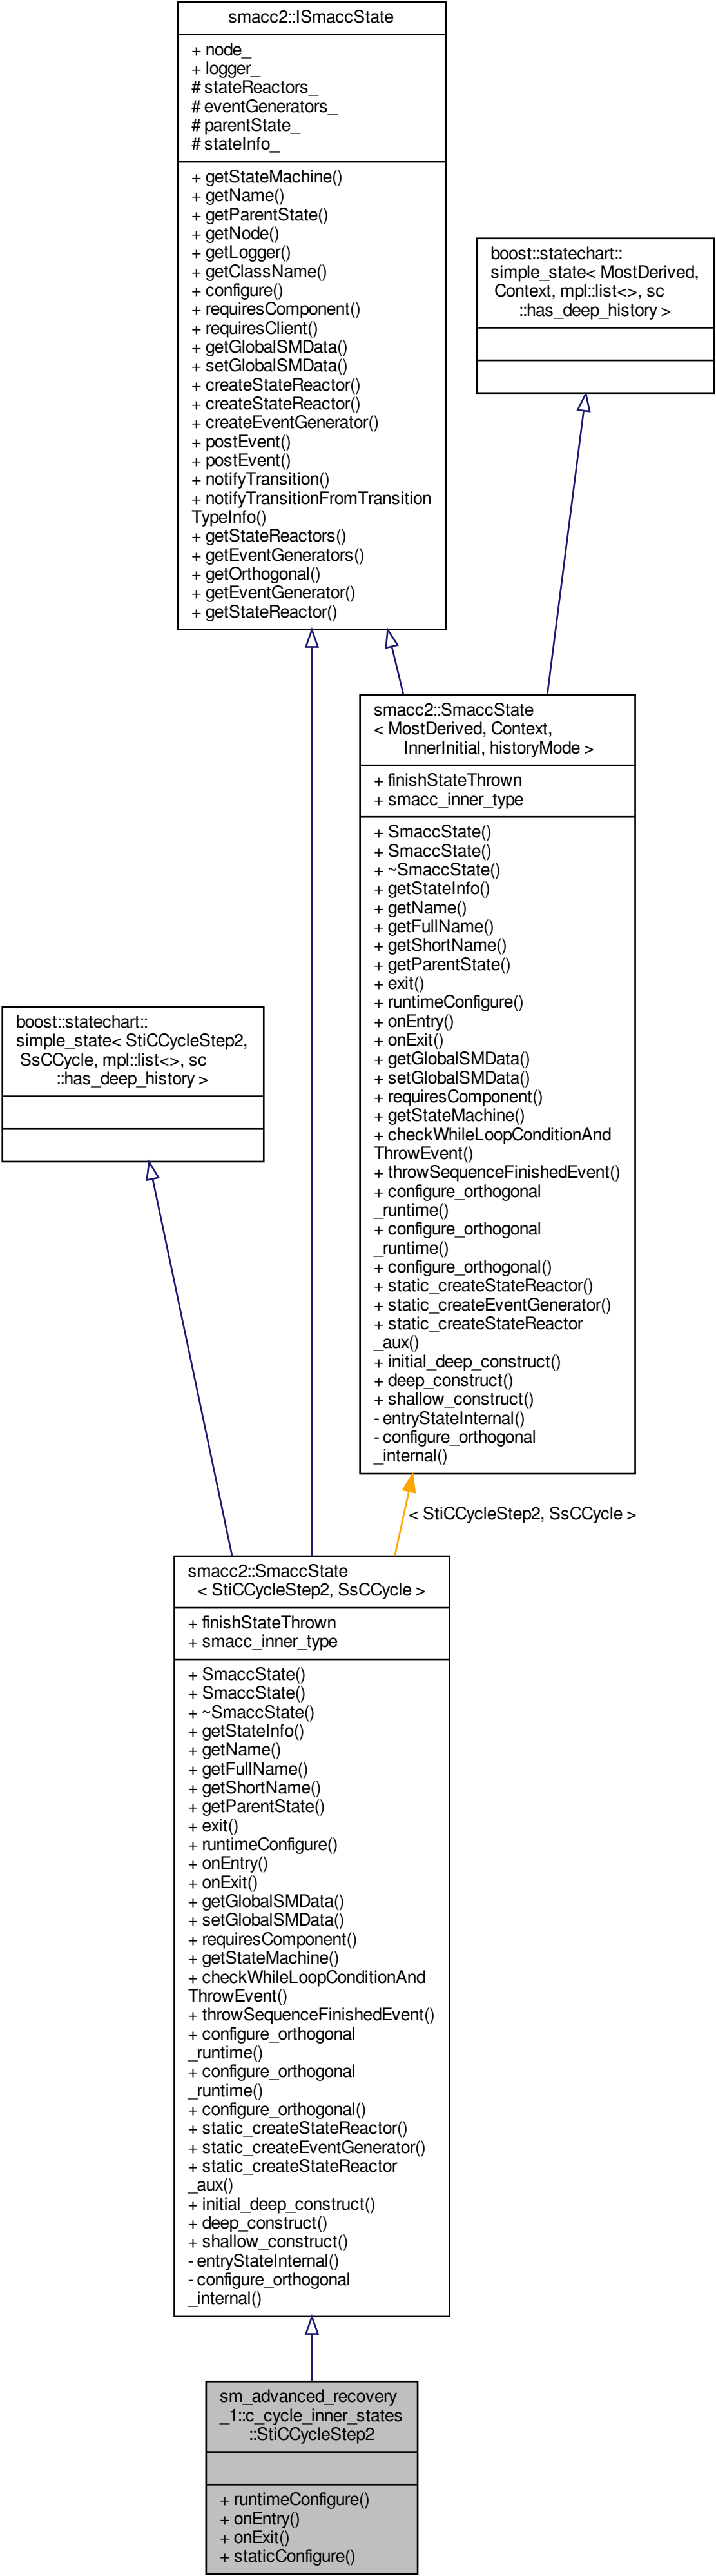 smacc2::ISmaccState
+ node_
+ logger_
# stateReactors_
# eventGenerators_
# parentState_
# stateInfo_
+ getStateMachine()
+ getName()
+ getParentState()
+ getNode()
+ getLogger()
+ getClassName()
+ configure()
+ requiresComponent()
+ requiresClient()
+ getGlobalSMData()
+ setGlobalSMData()
+ createStateReactor()
+ createStateReactor()
+ createEventGenerator()
+ postEvent()
+ postEvent()
+ notifyTransition()
+ notifyTransitionFromTransition
TypeInfo()
+ getStateReactors()
+ getEventGenerators()
+ getOrthogonal()
+ getEventGenerator()
+ getStateReactor()
boost::statechart::
simple_state< MostDerived,
Context, mpl::list<>, sc
::has_deep_history >
smacc2::SmaccState
< MostDerived, Context,
InnerInitial, historyMode >
+ finishStateThrown
+ smacc_inner_type
+ SmaccState()
+ SmaccState()
+ ~SmaccState()
+ getStateInfo()
+ getName()
+ getFullName()
+ getShortName()
+ getParentState()
+ exit()
+ runtimeConfigure()
+ onEntry()
+ onExit()
+ getGlobalSMData()
+ setGlobalSMData()
+ requiresComponent()
+ getStateMachine()
+ checkWhileLoopConditionAnd
ThrowEvent()
+ throwSequenceFinishedEvent()
+ configure_orthogonal
_runtime()
+ configure_orthogonal
_runtime()
+ configure_orthogonal()
+ static_createStateReactor()
+ static_createEventGenerator()
+ static_createStateReactor
_aux()
+ initial_deep_construct()
+ deep_construct()
+ shallow_construct()
- entryStateInternal()
- configure_orthogonal
_internal()
boost::statechart::
simple_state< StiCCycleStep2,
SsCCycle, mpl::list<>, sc
::has_deep_history >
< StiCCycleStep2, SsCCycle >
smacc2::SmaccState
< StiCCycleStep2, SsCCycle >
+ finishStateThrown
+ smacc_inner_type
+ SmaccState()
+ SmaccState()
+ ~SmaccState()
+ getStateInfo()
+ getName()
+ getFullName()
+ getShortName()
+ getParentState()
+ exit()
+ runtimeConfigure()
+ onEntry()
+ onExit()
+ getGlobalSMData()
+ setGlobalSMData()
+ requiresComponent()
+ getStateMachine()
+ checkWhileLoopConditionAnd
ThrowEvent()
+ throwSequenceFinishedEvent()
+ configure_orthogonal
_runtime()
+ configure_orthogonal
_runtime()
+ configure_orthogonal()
+ static_createStateReactor()
+ static_createEventGenerator()
+ static_createStateReactor
_aux()
+ initial_deep_construct()
+ deep_construct()
+ shallow_construct()
- entryStateInternal()
- configure_orthogonal
_internal()
sm_advanced_recovery
_1::c_cycle_inner_states
::StiCCycleStep2
+ runtimeConfigure()
+ onEntry()
+ onExit()
+ staticConfigure()